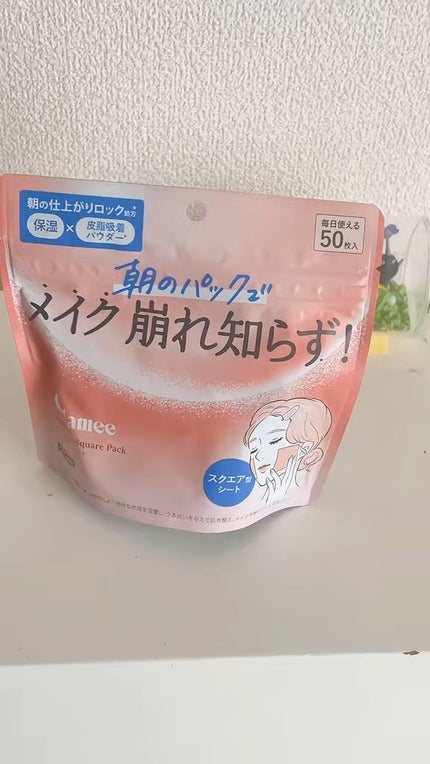 朝の仕上がりロック処方*
保湿
×
皮脂吸着
パウダー*
毎日使える
50枚入
朝のパックで
メイク崩れ知らず!
amee
Square Pack
スクエア型
シート